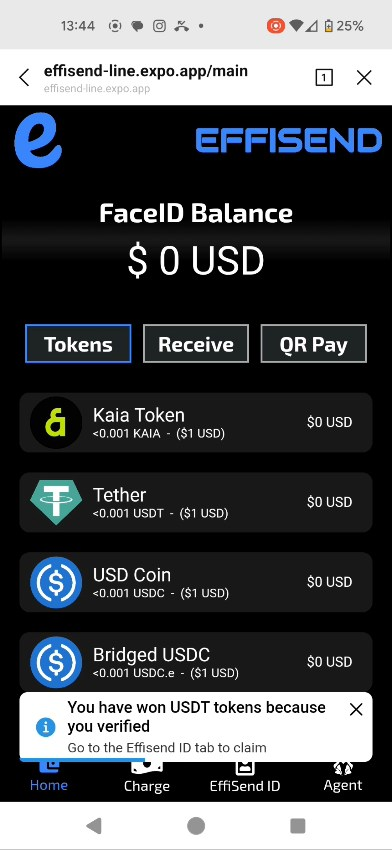 13:44
25%
effisend-line.expo.app/main
effisend-line.expo.app
1
e
EFFISEND
FaceID Balance
$ 0 USD
Tokens
Receive
QR Pay
Kaia Token
<0.001 KAIA - ($1 USD)
$0 USD
Tether
<0.001 USDT - ($1 USD)
$0 USD
USD Coin
<0.001 USDC - ($1 USD)
$0 USD
Bridged USDC
<0.001 USDC.e - ($1 USD)
$0 USD
You have won USDT tokens because
you verified
Go to the Effisend ID tab to claim
Home
Charge
EffiSend ID
Agent